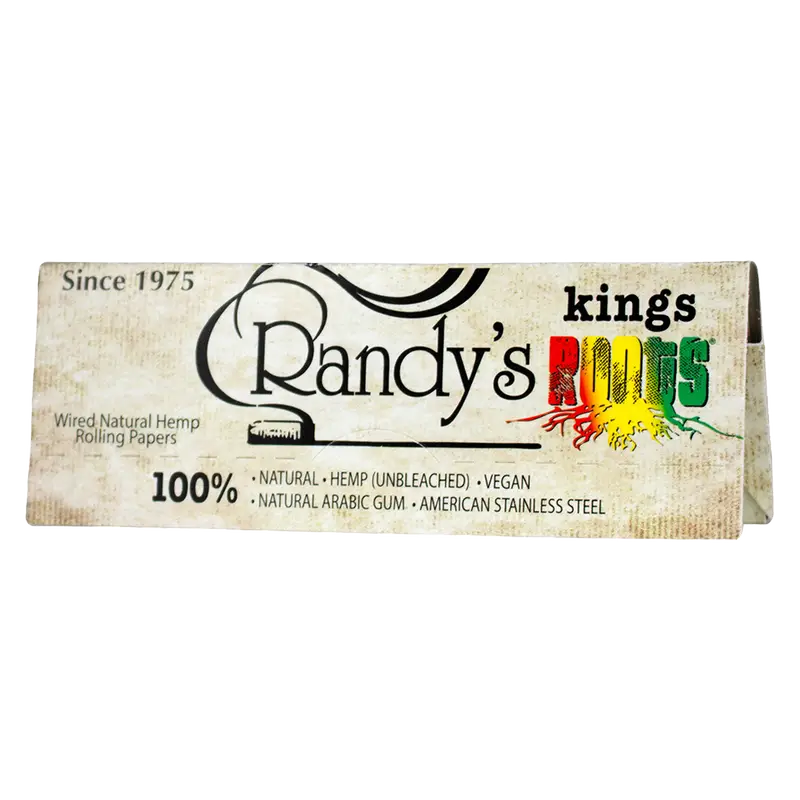 Since 1975
Randy's
kings
ROOTS®
Wired Natural Hemp
Rolling Papers
100%
• NATURAL • HEMP (UNBLEACHED) • VEGAN
• NATURAL ARABIC GUM • AMERICAN STAINLESS STEEL